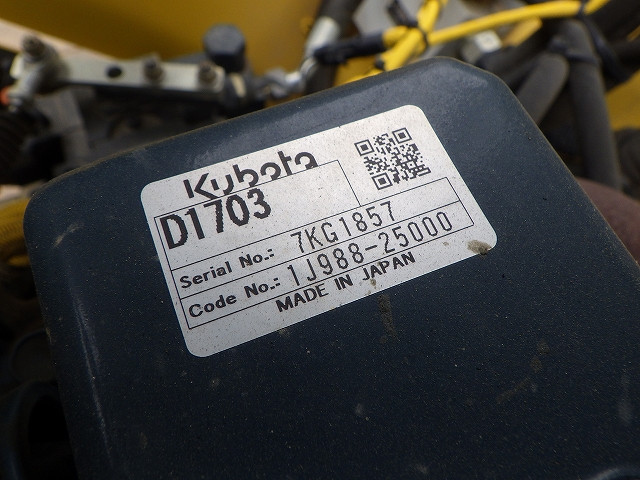 Kubota
D1703
Serial No.: 7KG1857
Code No.: 1J988-25000
MADE IN JAPAN